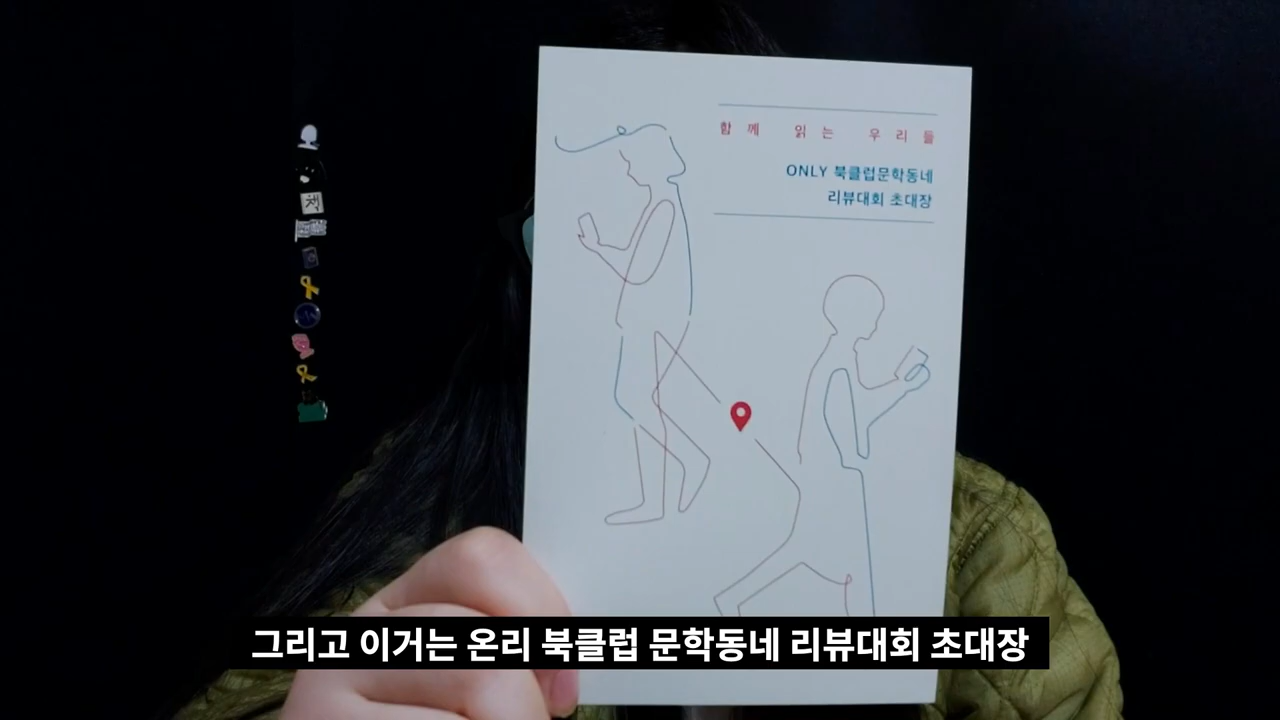 함께 읽는 우리들
ONLY 북클럽문학동네
리뷰대회 초대장
책
그리고 이거는 온리 북클럽 문학동네 리뷰대회 초대장